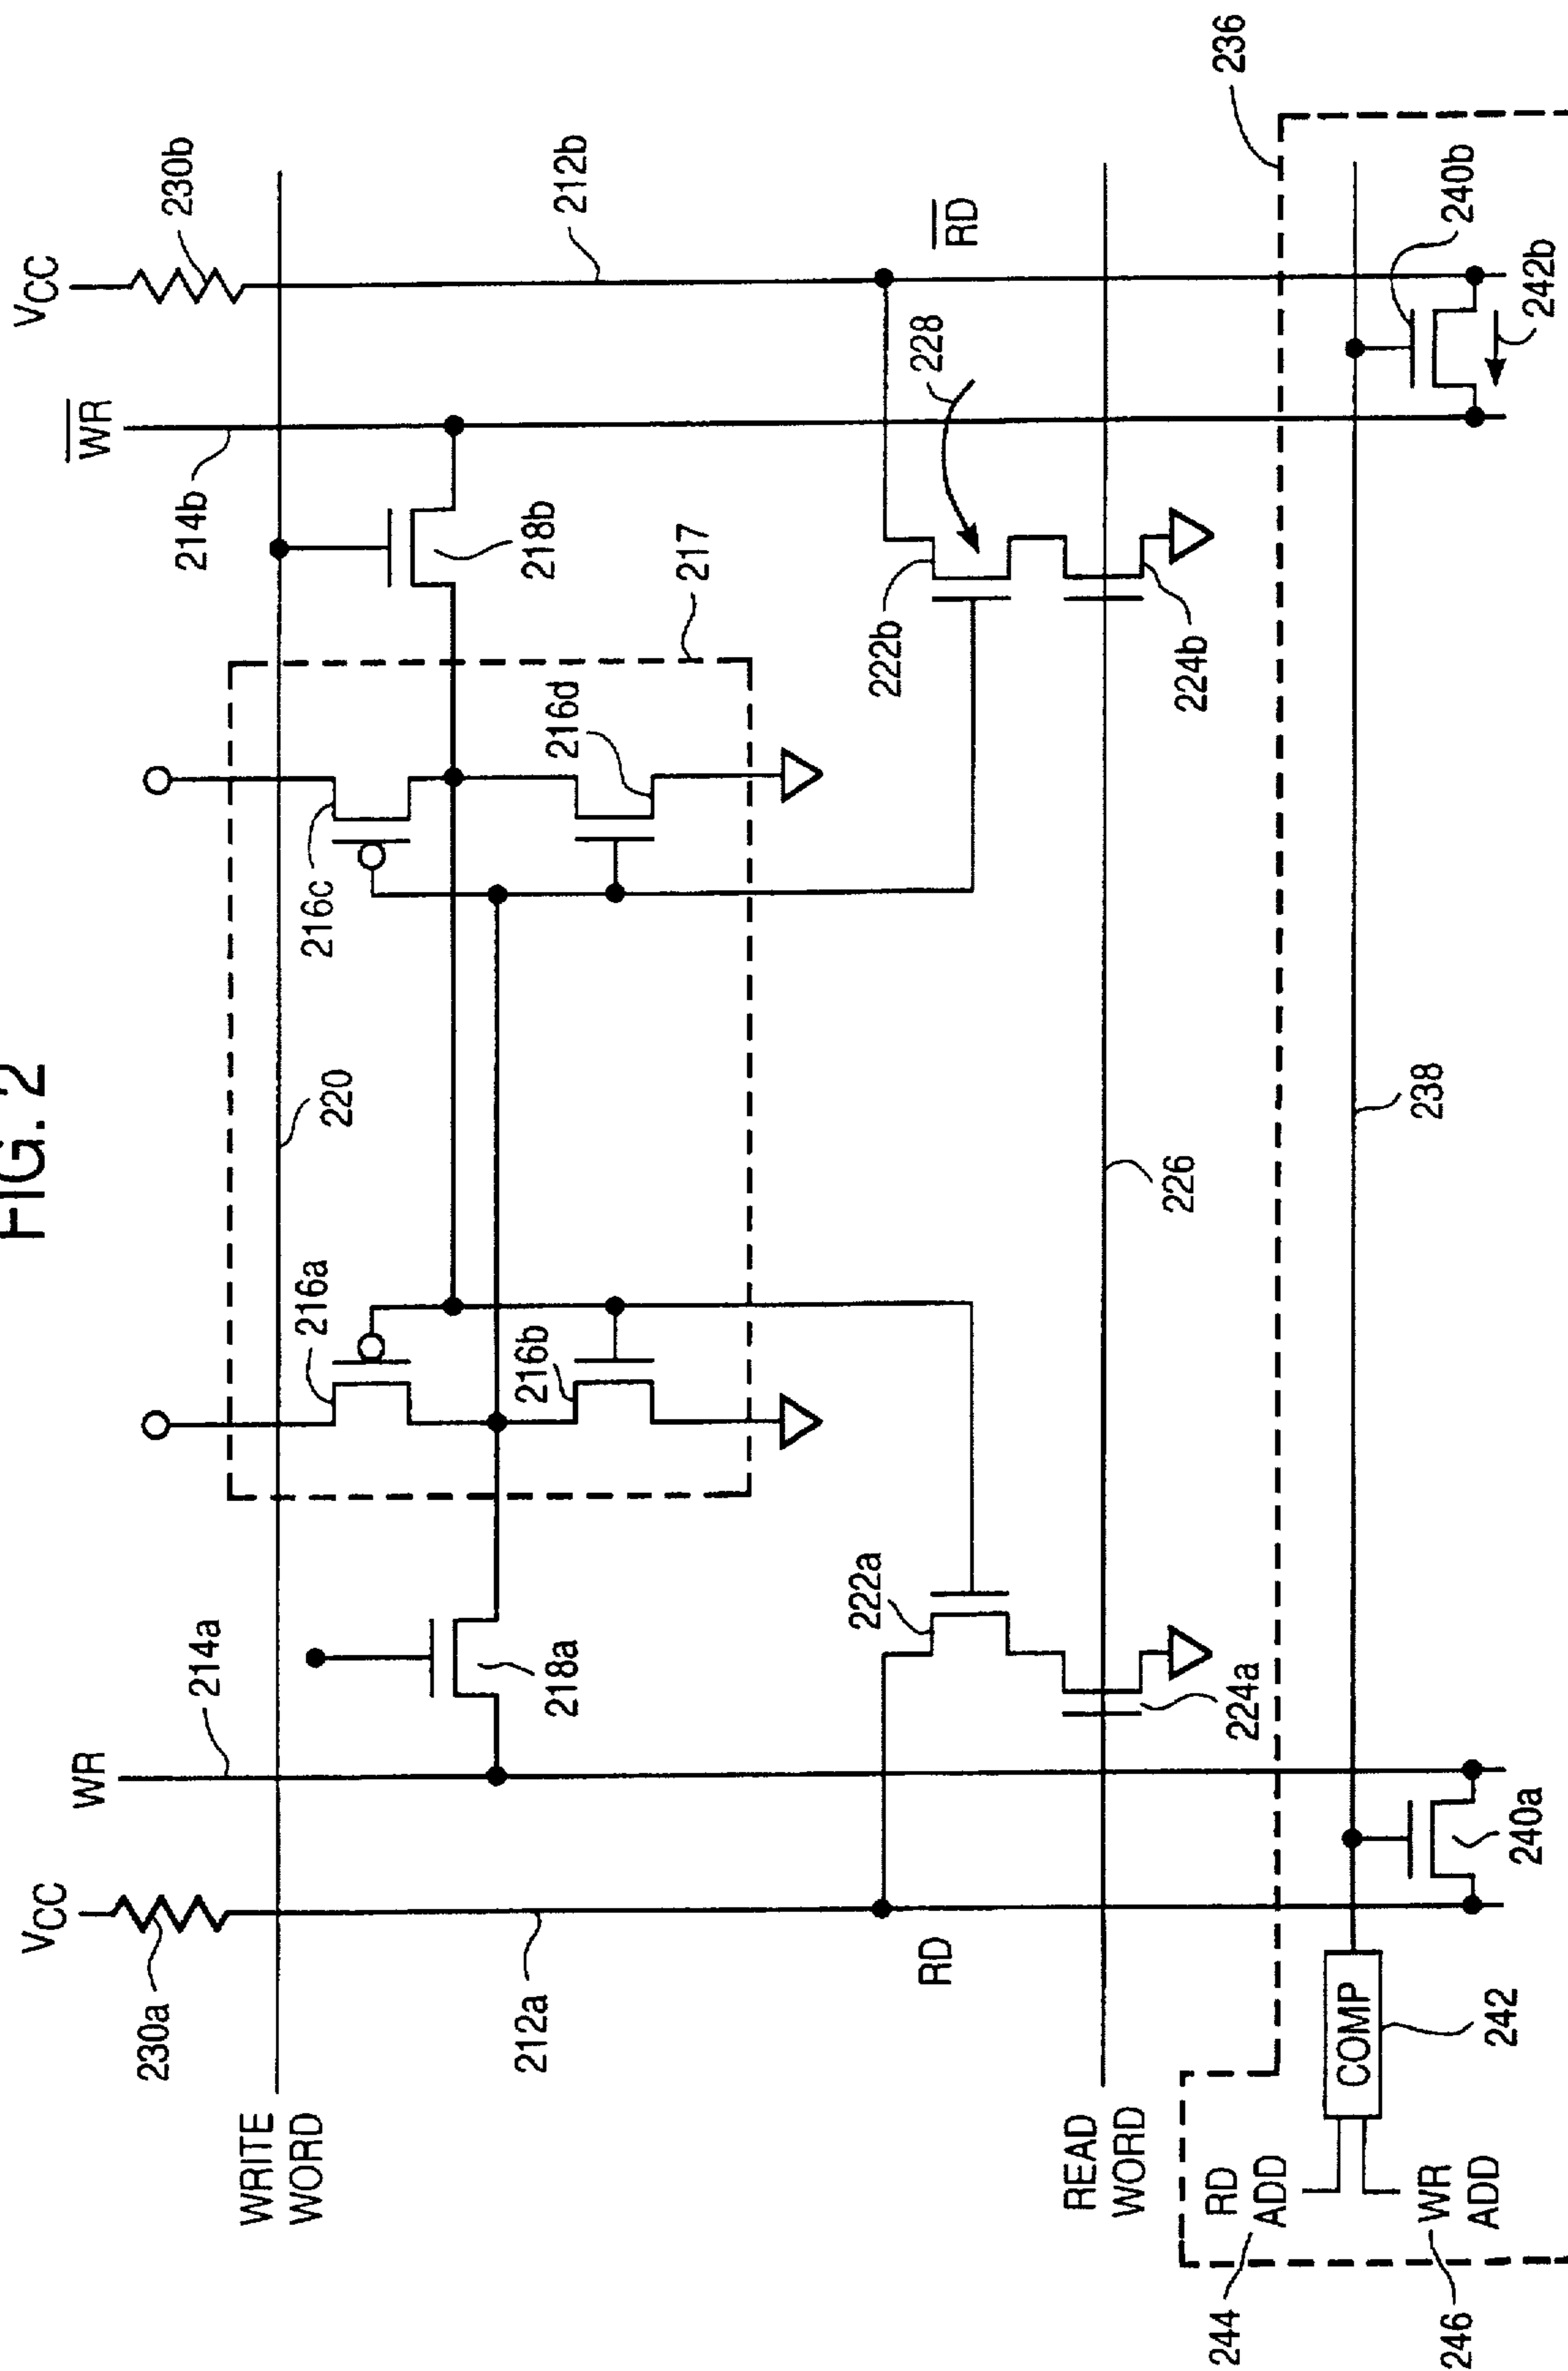 FIG. 2
VCC
230a
WR
214a
W̅R̅
214b
VCC
230b
WRITE
WORD
220
216a
216c
218b
217
212a
218a
216b
216d
212b
RD
222a
222b
228
R̅D̅
READ
WORD
226
224a
224b
236
RD
ADD
244
COMP
242
WR
ADD
246
238
240a
240b
242b